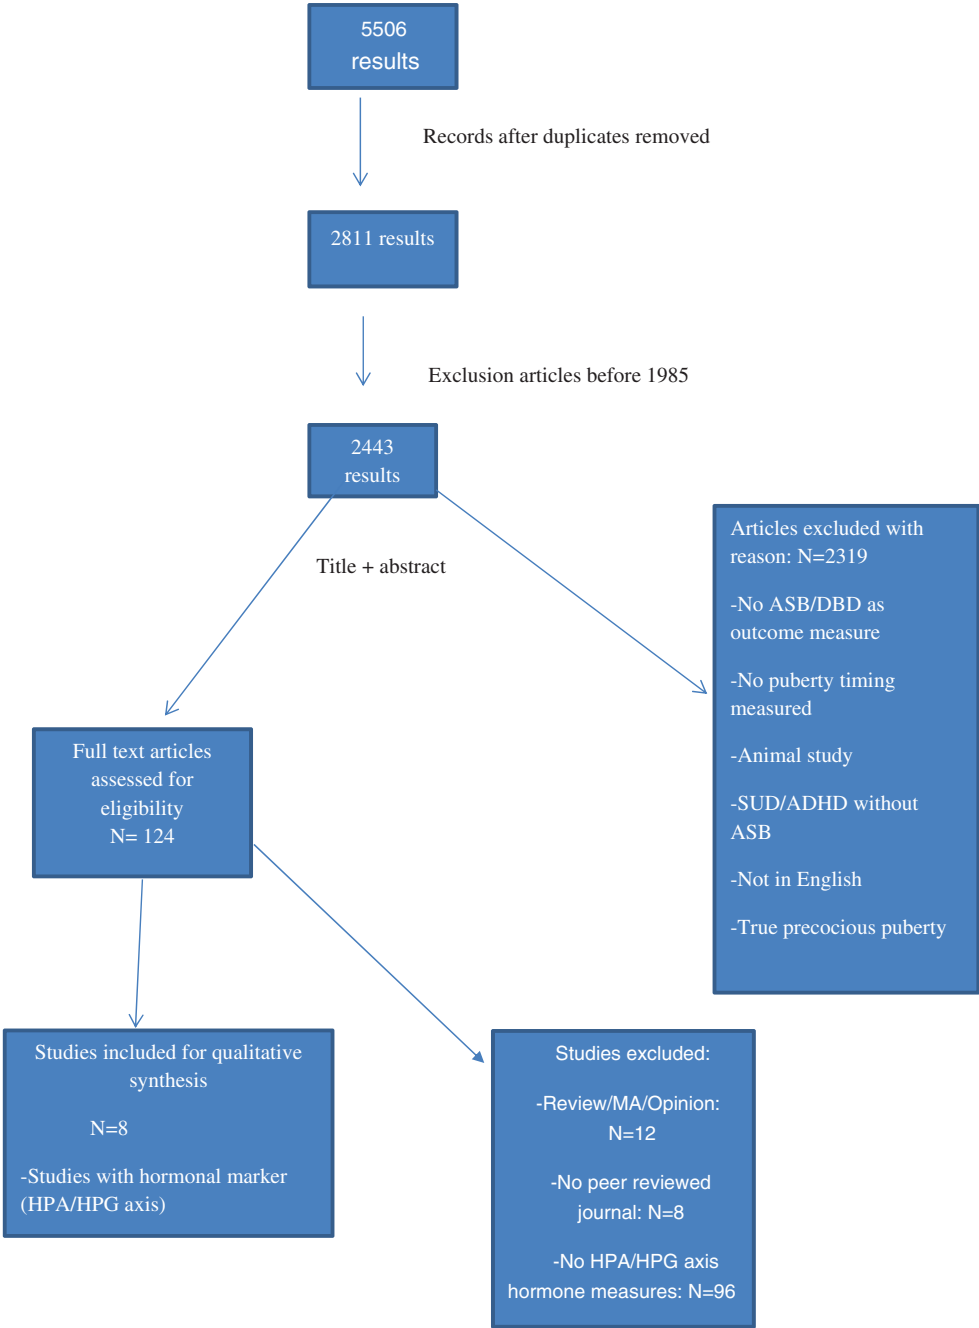 5506
results
Records after duplicates removed
2811 results
Exclusion articles before 1985
2443
results
Title + abstract
Articles excluded with
reason: N=2319
-No ASB/DBD as
outcome measure
-No puberty timing
measured
-Animal study
-SUD/ADHD without
ASB
-Not in English
-True precocious puberty
Full text articles
assessed for
eligibility
N= 124
Studies included for qualitative
synthesis
N=8
-Studies with hormonal marker
(HPA/HPG axis)
Studies excluded:
-Review/MA/Opinion:
N=12
-No peer reviewed
journal: N=8
-No HPA/HPG axis
hormone measures: N=96